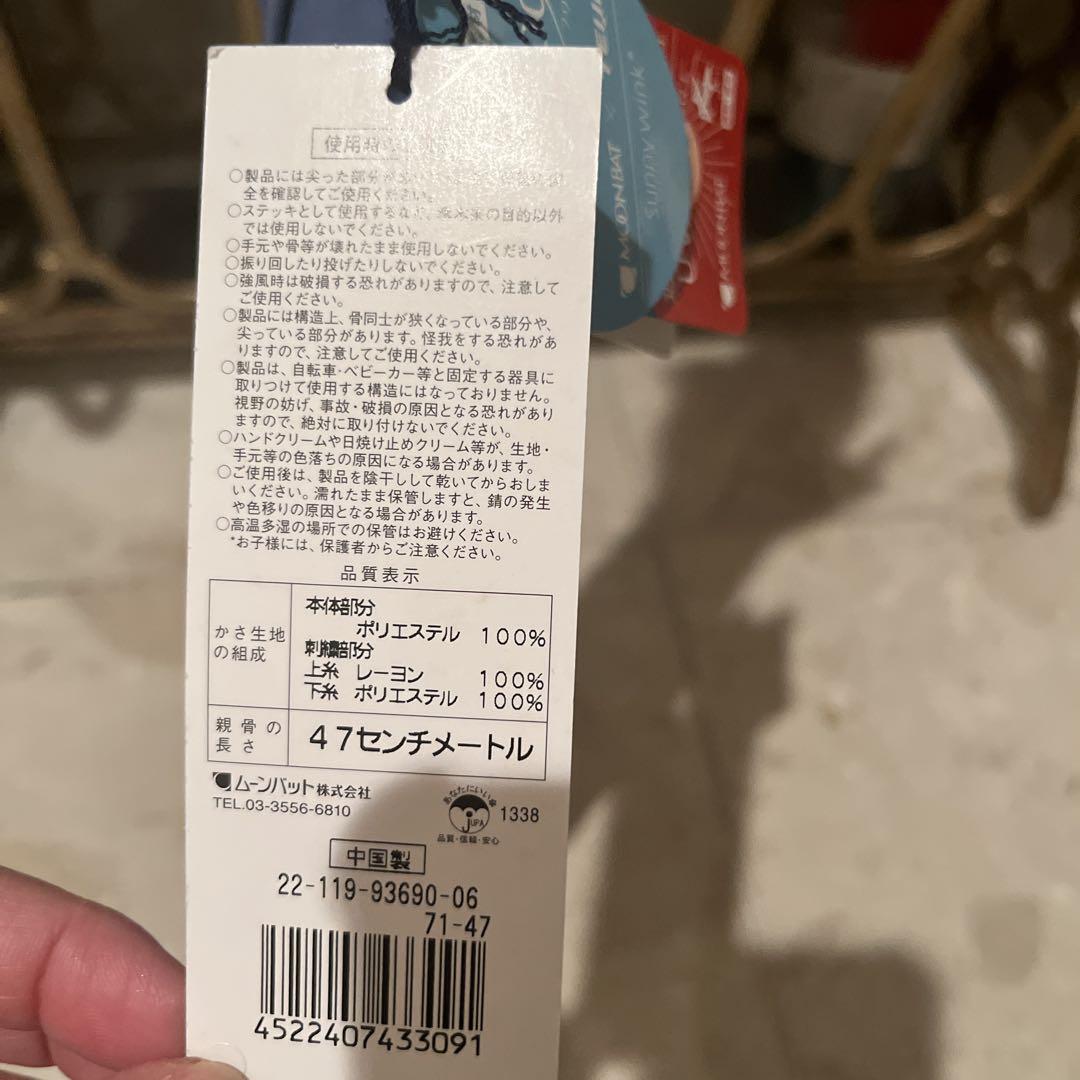 使用
○製品には尖った部分が
全を確認してご使用ください。
○ステッキとして使用するなど、 の目的以外
では使用しないでください。
○手元や骨等が壊れたまま使用しないでください。
○振り回したり投げたりしないでください。
○強風時は破損する恐れがありますので、注意して
ご使用ください。
○製品には構造上、骨同士が狭くなっている部分や、
尖っている部分があります。怪我をする恐れがあ
りますので、注意してご使用ください。
○製品は、自転車・ベビーカー等と固定する器具に
取りつけて使用する構造にはなっておりません。
視野の妨げ、事故・破損の原因となる恐れがあり
ますので、絶対に取り付けないでください。
○ハンドクリームや日焼け止めクリーム等が、生地・
手元等の色落ちの原因になる場合があります。
○ご使用後は、製品を陰干しして乾いてからおしま
いください。濡れたまま保管しますと、錆の発生
や色移りの原因となる場合があります。
○高温多湿の場所での保管はお避けください。
*お子様には、保護者からご注意ください。
品質表示
かさ生地
の組成
本体部分
ポリエステル 100%
刺繍部分
上糸 レーヨン 100%
下糸 ポリエステル 100%
親骨の
長さ
47センチメートル
ムーンバット株式会社
TEL.03-3556-6810
あなたにいい傘
JUPA
品質・信頼・安心
1338
中国製
22-119-93690-06
71-47
4522407433091
MOONBAT ×
MOONBAT